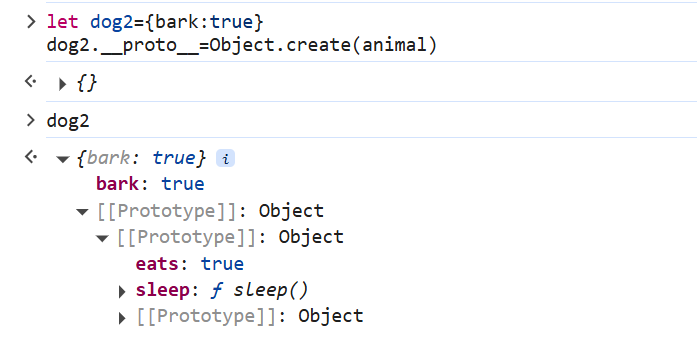 let dog2={bark:true}
dog2.__proto__=Object.create(animal)
{}
dog2
{bark: true} i
bark: true
[[Prototype]]: Object
[[Prototype]]: Object
eats: true
sleep: ƒ sleep()
[[Prototype]]: Object